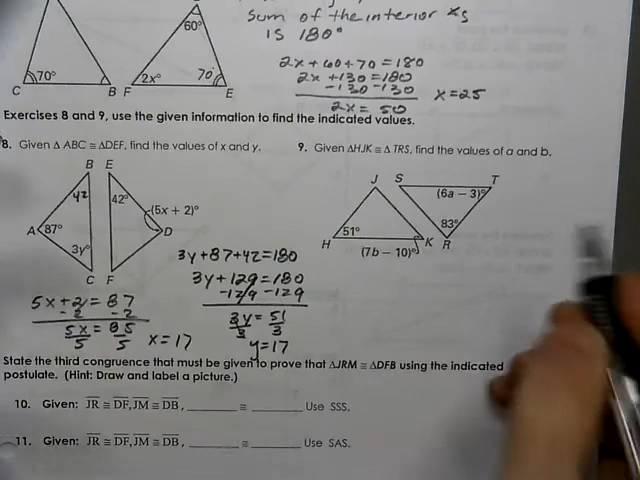 Sum of the interior ∡s
is 180°
60°
70°
2x°
70°
C
B
F
E
2x + 60 + 70 = 180
2x + 130 = 180
-130 -130
2x = 50
x = 25
Exercises 8 and 9, use the given information to find the indicated values.
8. Given Δ ABC ≅ ΔDEF, find the values of x and y.
9. Given ΔHJK ≅ Δ TRS, find the values of a and b.
B
E
42
42°
(5x + 2)°
A
87°
D
3y°
C
F
J
S
T
(6a − 3)°
51°
83°
H
K
R
(7b − 10)°
3y + 87 + 42 = 180
3y + 129 = 180
-129 -129
3y = 51
3 3
y = 17
5x + 2 = 87
-2 -2
5x = 85
5 5
x = 17
State the third congruence that must be given to prove that ΔJRM ≅ ΔDFB using the indicated
postulate. (Hint: Draw and label a picture.)
10. Given: JR ≅ DF, JM ≅ DB, ________ ≅ ________ Use SSS.
11. Given: JR ≅ DF, JM ≅ DB, ________ ≅ ________ Use SAS.